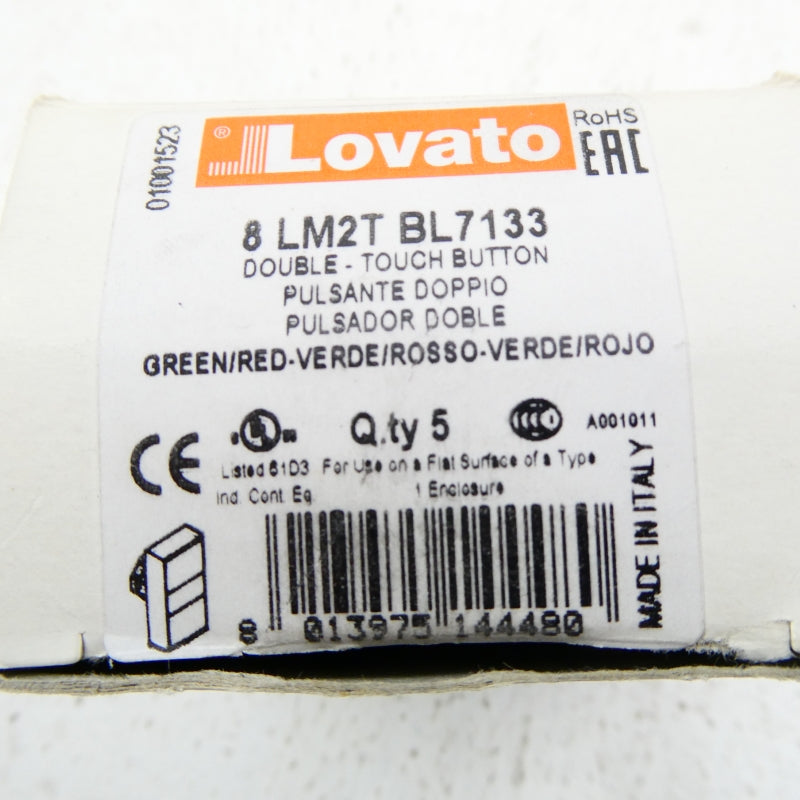 01001523
® Lovato
RoHS
EAC
8 LM2T BL7133
DOUBLE - TOUCH BUTTON
PULSANTE DOPPIO
PULSADOR DOBLE
GREEN/RED-VERDE/ROSSO-VERDE/ROJO
CE
UL
Q.ty 5
CCC
A001011
Listed 61D3 For Use on a Flat Surface of a Type
Ind. Cont. Eq. 1 Enclosure
MADE IN ITALY
8 013975 144480